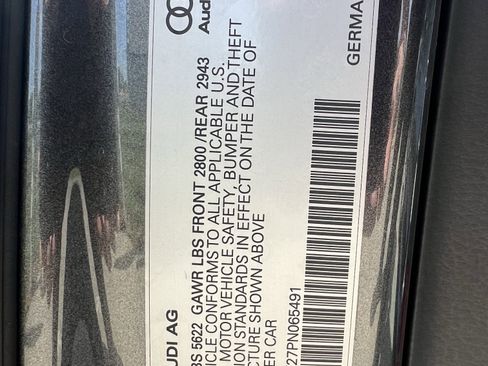 Audi
GERMA
UDI AG
BS 5622 GAWR LBS FRONT 2800/REAR 2943
ICLE CONFORMS TO ALL APPLICABLE U.S.
MOTOR VEHICLE SAFETY, BUMPER AND THEFT
ION STANDARDS IN EFFECT ON THE DATE OF
CTURE SHOWN ABOVE
ER CAR
27PN065491